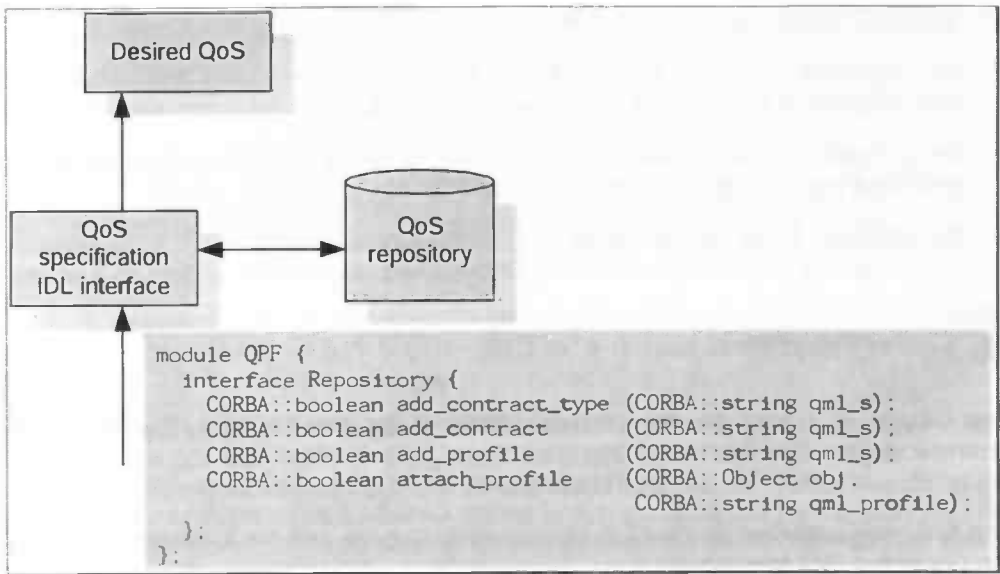 Desired QoS
QoS
specification
IDL interface
QoS
repository
module QPF {
interface Repository {
CORBA::boolean add_contract_type (CORBA::string qml_s);
CORBA::boolean add_contract (CORBA::string qml_s);
CORBA::boolean add_profile (CORBA::string qml_s);
CORBA::boolean attach_profile (CORBA::Object obj,
CORBA::string qml_profile);
};
};